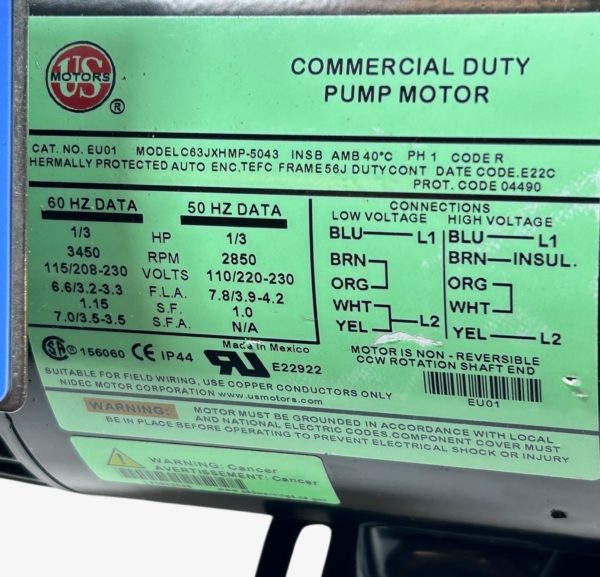 US
MOTORS
®
COMMERCIAL DUTY
PUMP MOTOR
CAT. NO. EU01 MODEL C63JXHMP-5043 INSB AMB 40°C PH 1 CODE R
HERMALLY PROTECTED AUTO ENC.TEFC FRAME 56J DUTY CONT DATE CODE.E22C
PROT. CODE 04490
60 HZ DATA 50 HZ DATA
1/3 HP 1/3
3450 RPM 2850
115/208-230 VOLTS 110/220-230
6.6/3.2-3.3 F.L.A. 7.8/3.9-4.2
1.15 S.F. 1.0
7.0/3.5-3.5 S.F.A. N/A
CONNECTIONS
LOW VOLTAGE HIGH VOLTAGE
BLU L1 BLU L1
BRN BRN INSUL.
ORG ORG
WHT WHT
YEL L2 YEL L2
Made in Mexico
SA ® 156060 CE IP44 RU E22922
MOTOR IS NON - REVERSIBLE
CCW ROTATION SHAFT END
EU01
SUITABLE FOR FIELD WIRING, USE COPPER CONDUCTORS ONLY
NIDEC MOTOR CORPORATION www.usmotors.com
WARNING: MOTOR MUST BE GROUNDED IN ACCORDANCE WITH LOCAL
AND NATIONAL ELECTRIC CODES.COMPONENT COVER MUST
BE IN PLACE BEFORE OPERATING TO PREVENT ELECTRICAL SHOCK OR INJURY
WARNING: Cancer
AVERTISSEMENT: Cancer